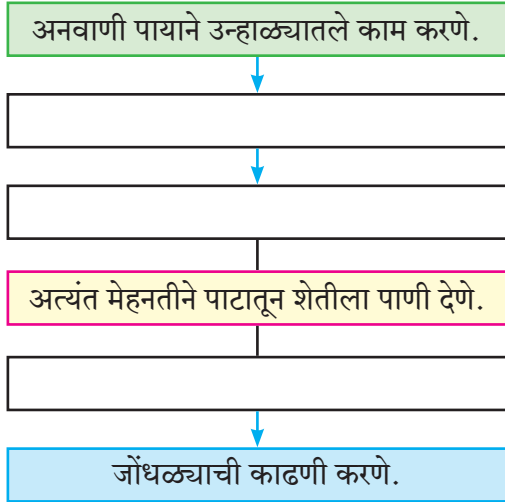 अनवाणी पायाने उन्हाळ्यातले काम करणे.
अत्यंत मेहनतीने पाटातून शेतीला पाणी देणे.
जोंधळ्याची काढणी करणे.